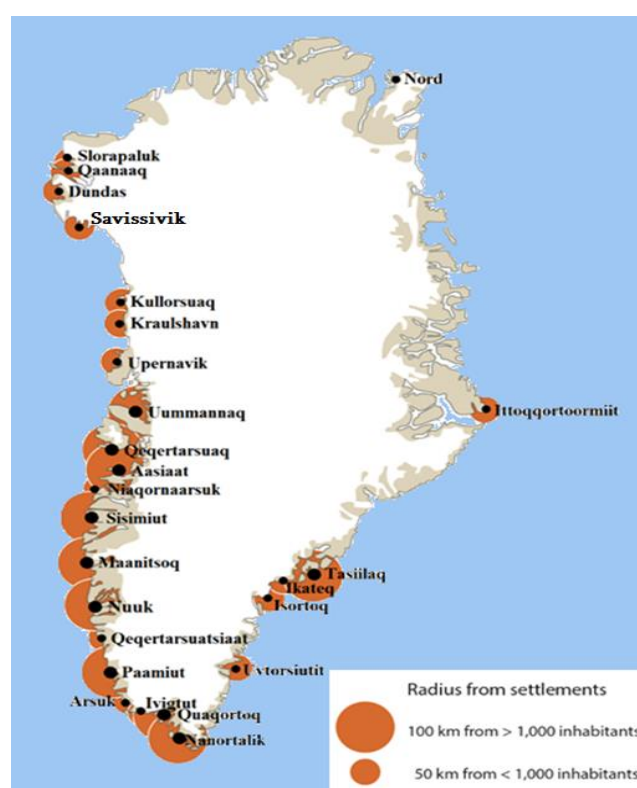 Nord
Slorapaluk
Qaanaaq
Dundas
Savissivik
Kullorsuaq
Kraulshavn
Upernavik
Uummannaq
Ittoqqortoormiit
Qeqertarsuaq
Aasiaat
Niaqornaarsuk
Sisimiut
Maanitsoq
Tasiilaq
Ikateq
Isortoq
Nuuk
Qeqertarsuatsiaat
Uvtorsiutit
Paamiut
Arsuk
Ivigtut
Quaqortoq
Nanortalik
Radius from settlements
100 km from > 1,000 inhabitants
50 km from < 1,000 inhabitants